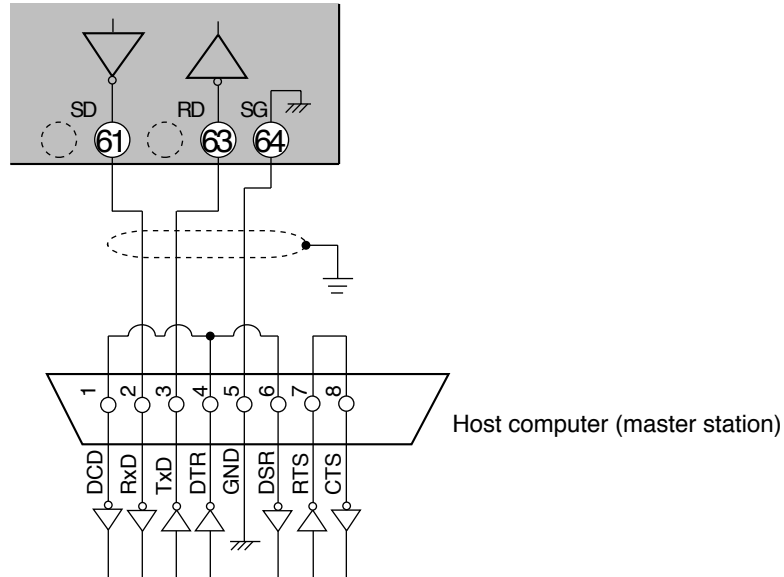 SD RD SG
61 63 64
1 2 3 4 5 6 7 8
Host computer (master station)
DCD RxD TxD DTR GND DSR RTS CTS